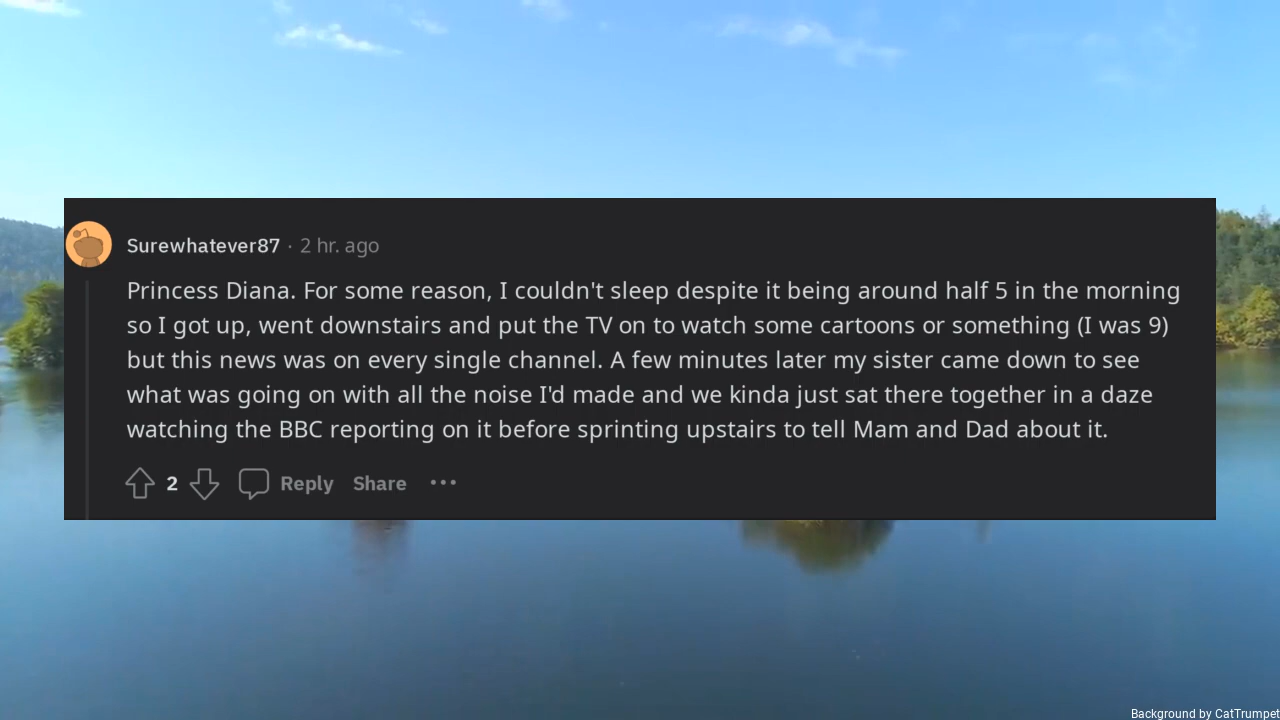 Surewhatever87 · 2 hr. ago
Princess Diana. For some reason, I couldn't sleep despite it being around half 5 in the morning
so I got up, went downstairs and put the TV on to watch some cartoons or something (I was 9)
but this news was on every single channel. A few minutes later my sister came down to see
what was going on with all the noise I'd made and we kinda just sat there together in a daze
watching the BBC reporting on it before sprinting upstairs to tell Mam and Dad about it.
2 Reply Share ···
Background by CatTrumpet